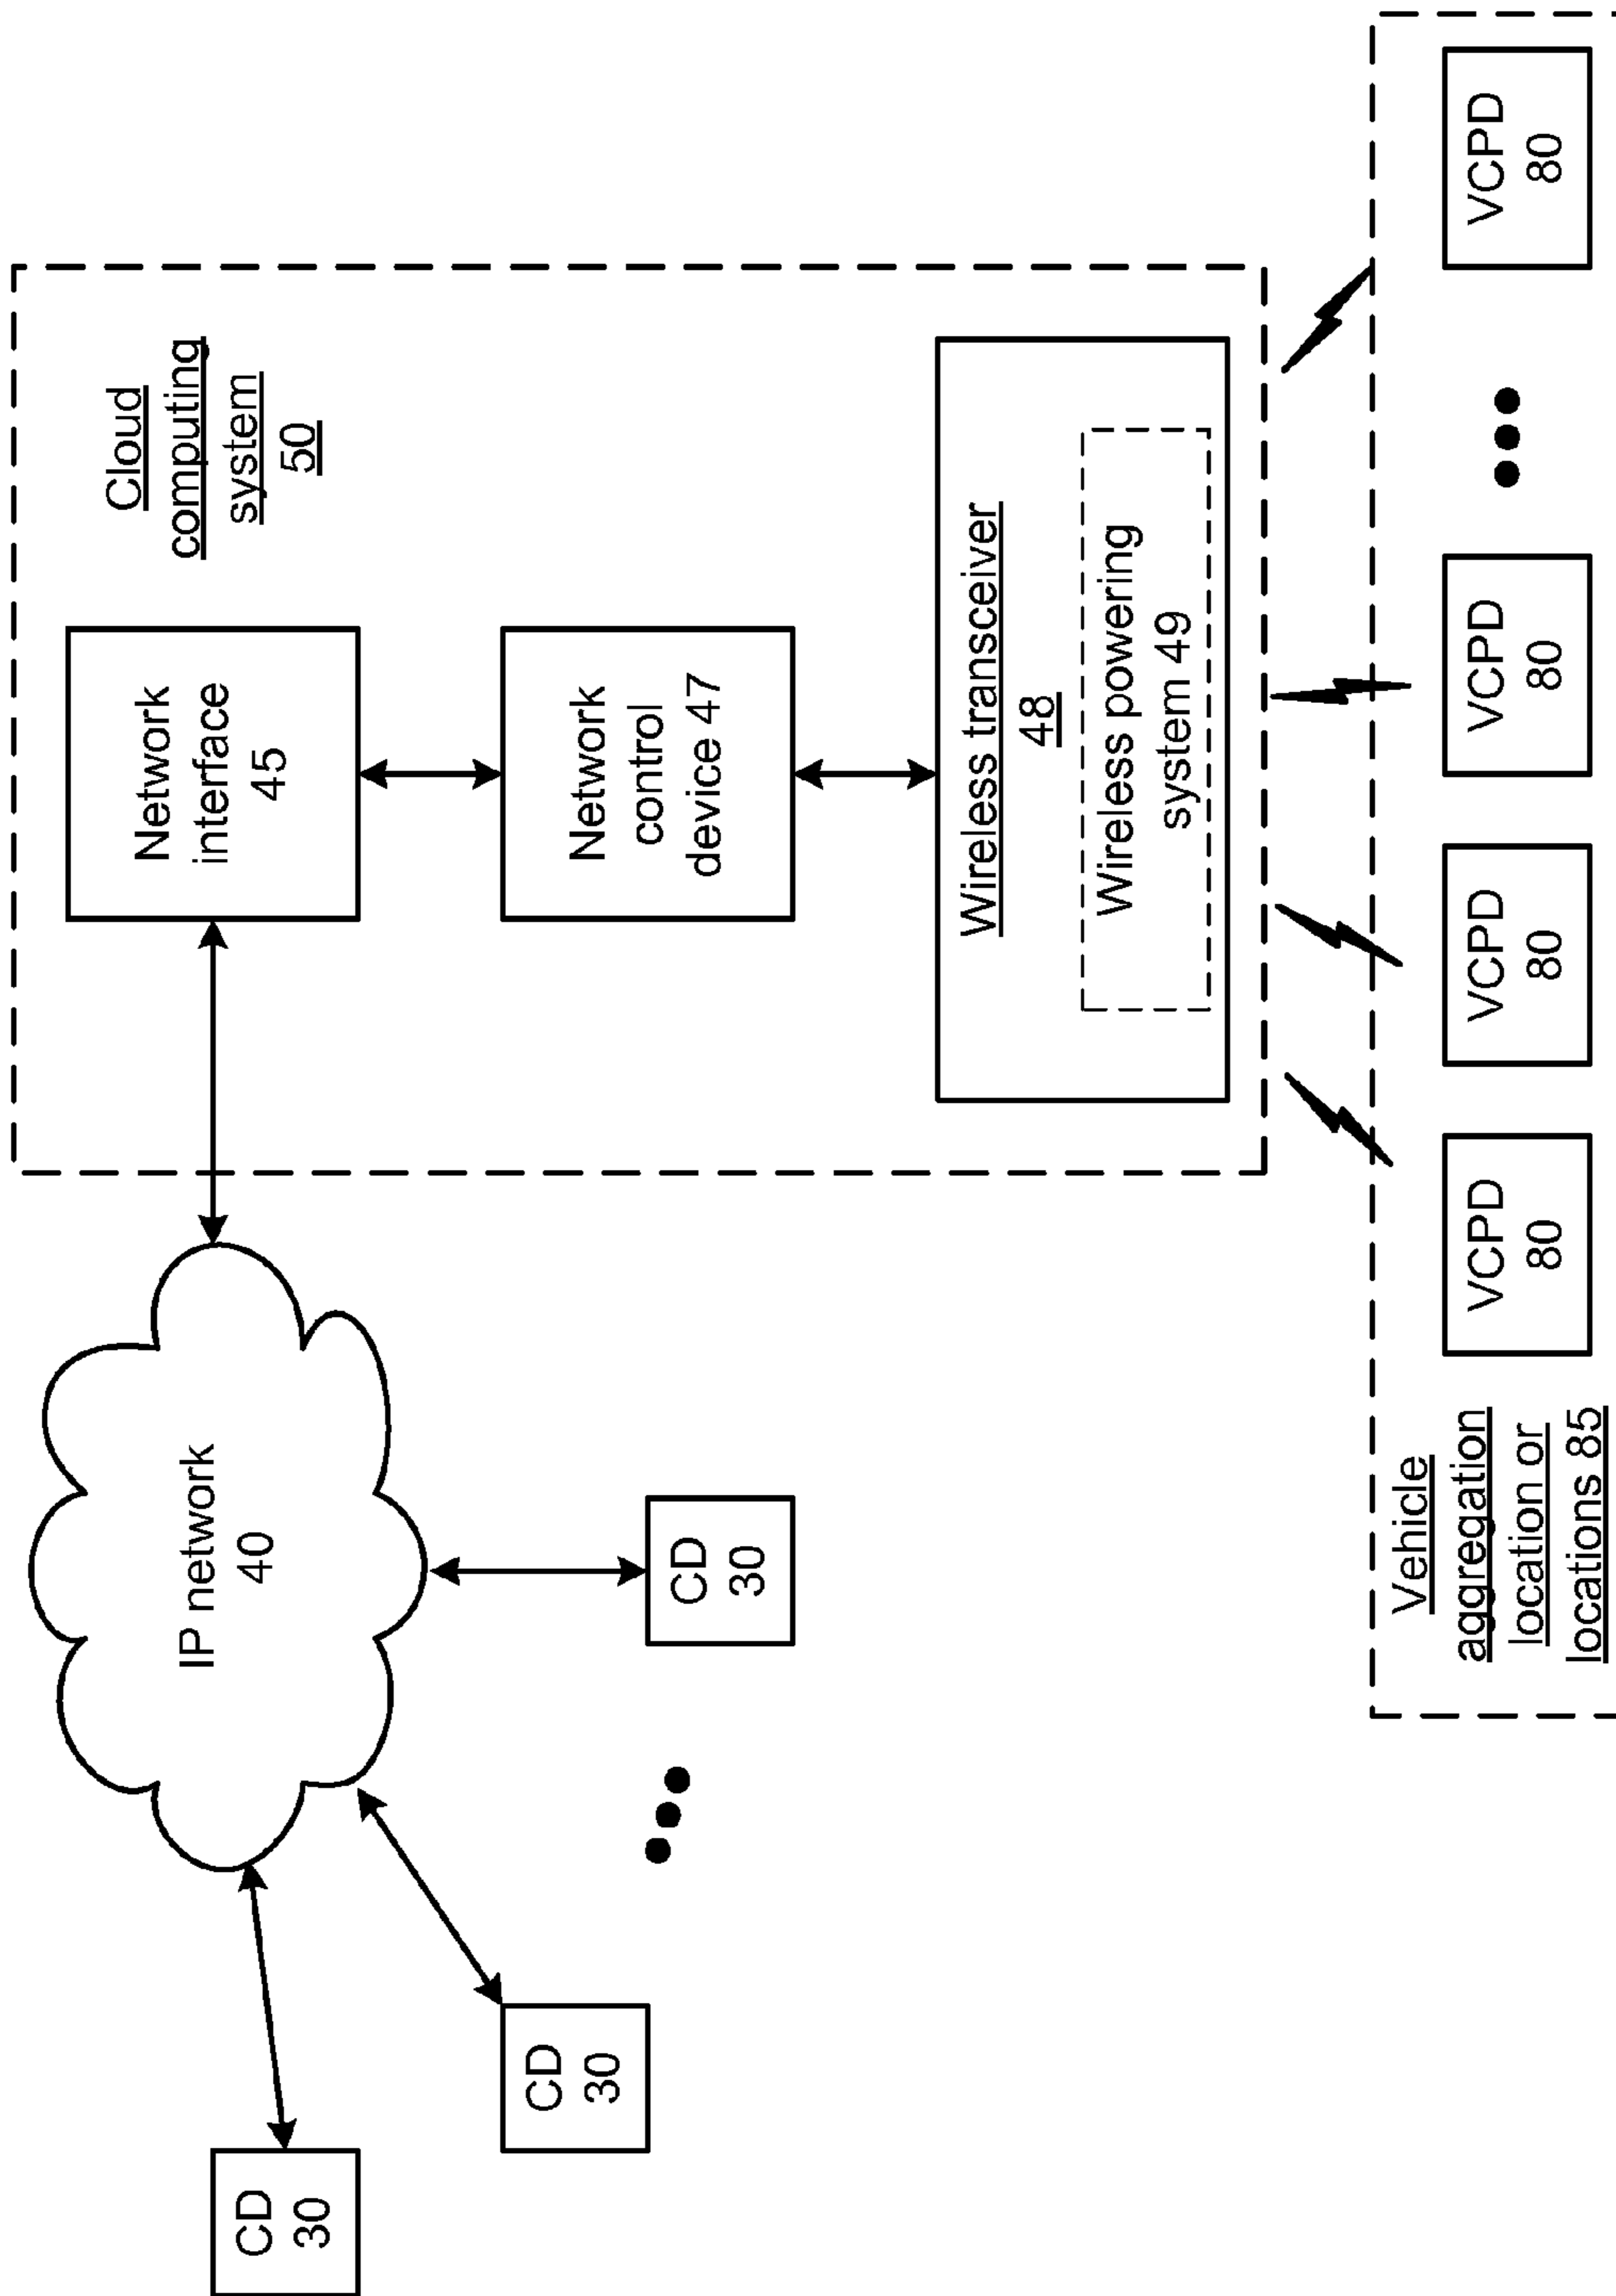 CD
30
CD
30
CD
30
IP network
40
Network
interface
45
Cloud
computing
system
50
Network
control
device 47
Wireless transceiver
48
Wireless powering
system 49
Vehicle
aggregation
location or
locations 85
VCPD
80
VCPD
80
VCPD
80
VCPD
80